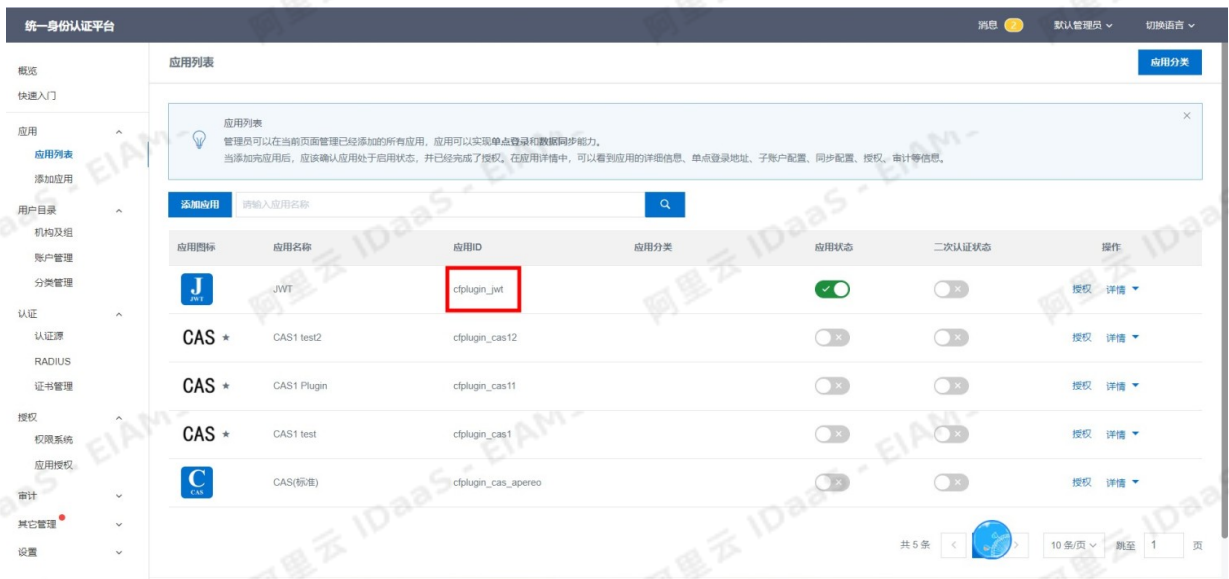 统一身份认证平台 消息 2 默认管理员 切换语言
概览
快速入门
应用
应用列表
添加应用
用户目录
机构及组
账户管理
分类管理
认证
认证源
RADIUS
证书管理
授权
权限系统
应用授权
审计
其它管理
设置
应用列表 应用分类
应用列表
管理员可以在当前页面管理已经添加的所有应用，应用可以实现单点登录和数据同步能力。
当添加完应用后，应该确认应用处于启用状态，并已经完成了授权。在应用详情中，可以看到应用的详细信息、单点登录地址、子账户配置、同步配置、授权、审计等信息。
添加应用 请输入应用名称
应用图标 应用名称 应用ID 应用分类 应用状态 二次认证状态 操作
J JWT JWT cfplugin_jwt 授权 详情
CAS CAS1 test2 cfplugin_cas12 授权 详情
CAS CAS1 Plugin cfplugin_cas11 授权 详情
CAS CAS1 test cfplugin_cas1 授权 详情
C CAS CAS(标准) cfplugin_cas_apereo 授权 详情
共 5 条 10 条/页 跳至 1 页
阿里云 IDaaS - EIAM-